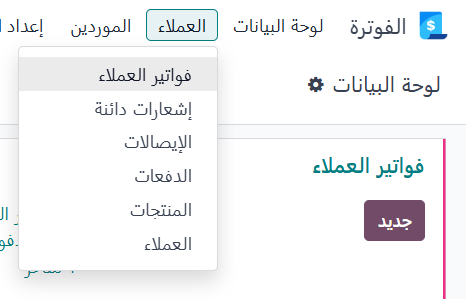 الفوترة
لوحة البيانات
العملاء
الموردين
إعداد
لوحة البيانات
فواتير العملاء
إشعارات دائنة
الإيصالات
الدفعات
المنتجات
العملاء
فواتير العملاء
جديد